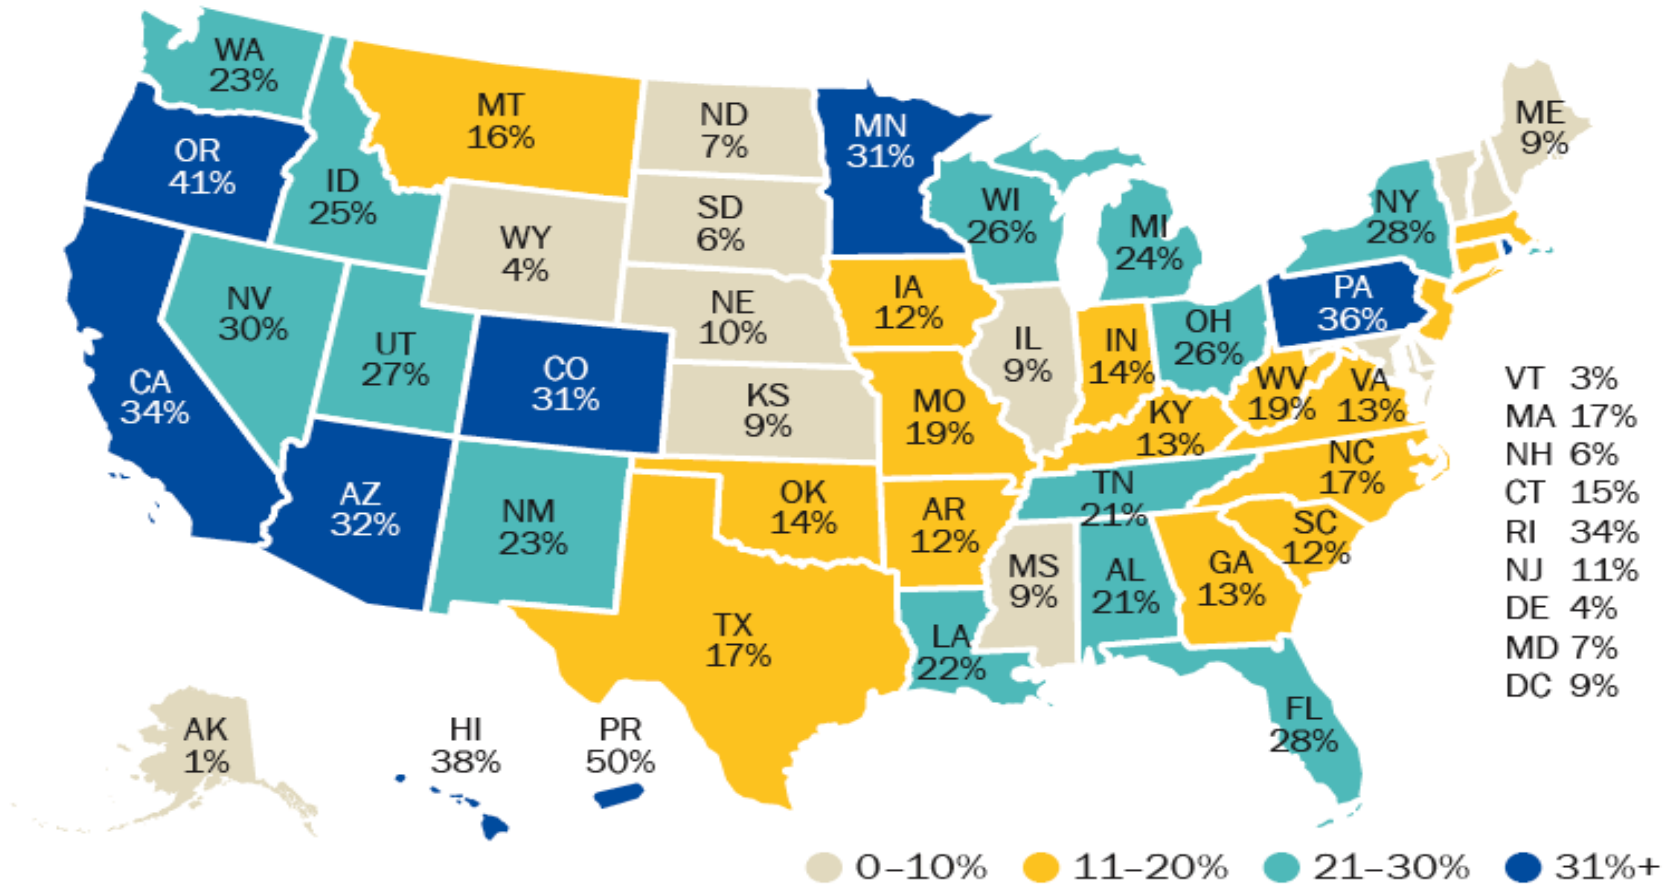 WA
23%
OR
41%
ID
25%
MT
16%
ND
7%
MN
31%
SD
6%
WY
4%
NE
10%
NV
30%
UT
27%
CO
31%
CA
34%
AZ
32%
NM
23%
KS
9%
IA
12%
MO
19%
OK
14%
AR
12%
TX
17%
LA
22%
WI
26%
MI
24%
IL
9%
IN
14%
OH
26%
KY
13%
WV
19%
VA
13%
TN
21%
NC
17%
SC
12%
MS
9%
AL
21%
GA
13%
FL
28%
PA
36%
NY
28%
ME
9%
VT 3%
MA 17%
NH 6%
CT 15%
RI 34%
NJ 11%
DE 4%
MD 7%
DC 9%
AK
1%
HI
38%
PR
50%
0–10% 11–20% 21–30% 31%+